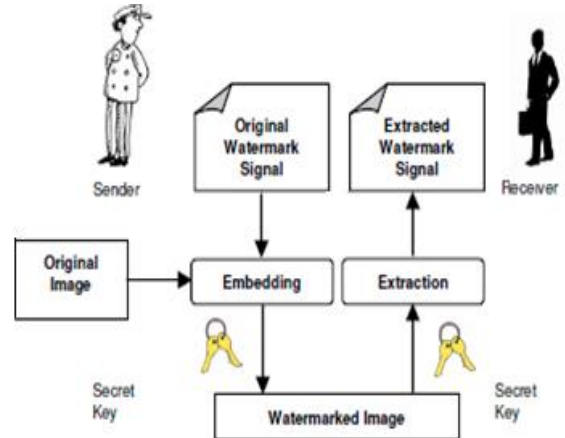 Original
Watermark
Signal
Extracted
Watermark
Signal
Sender
Receiver
Original
Image
Embedding
Extraction
Secret
Key
Secret
Key
Watermarked Image